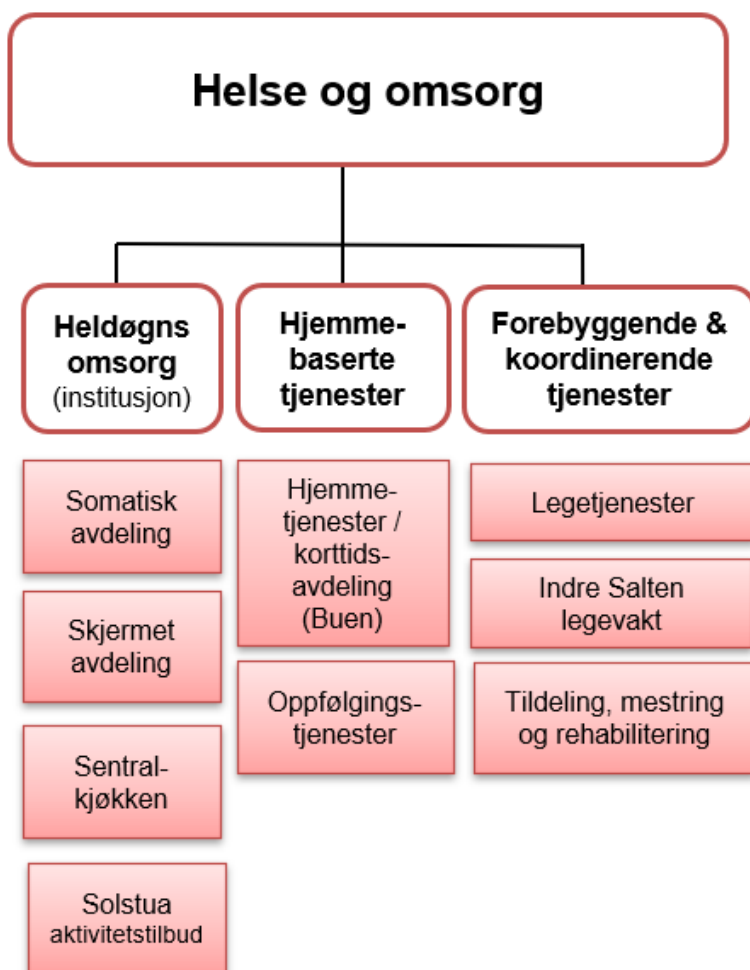 Helse og omsorg
Heldøgns
omsorg
(institusjon)
Somatisk
avdeling
Skjermet
avdeling
Sentral-
kjøkken
Solstua
aktivitetstilbud
Hjemme-
baserte
tjenester
Hjemme-
tjenester /
korttids-
avdeling
(Buen)
Oppfølgings-
tjenester
Forebyggende &
koordinerende
tjenester
Legetjenester
Indre Salten
legevakt
Tildeling, mestring
og rehabilitering